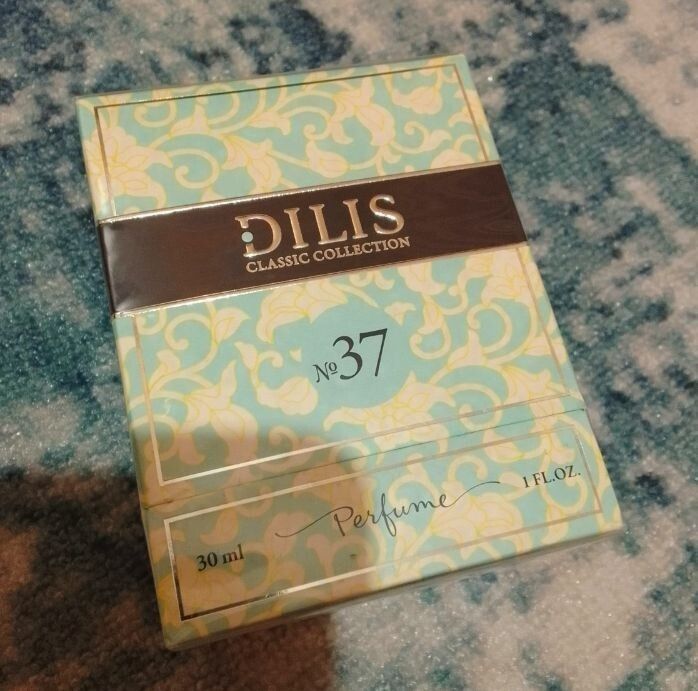 DILIS
CLASSIC COLLECTION
№37
Perfume
30 ml
1 FL.OZ.